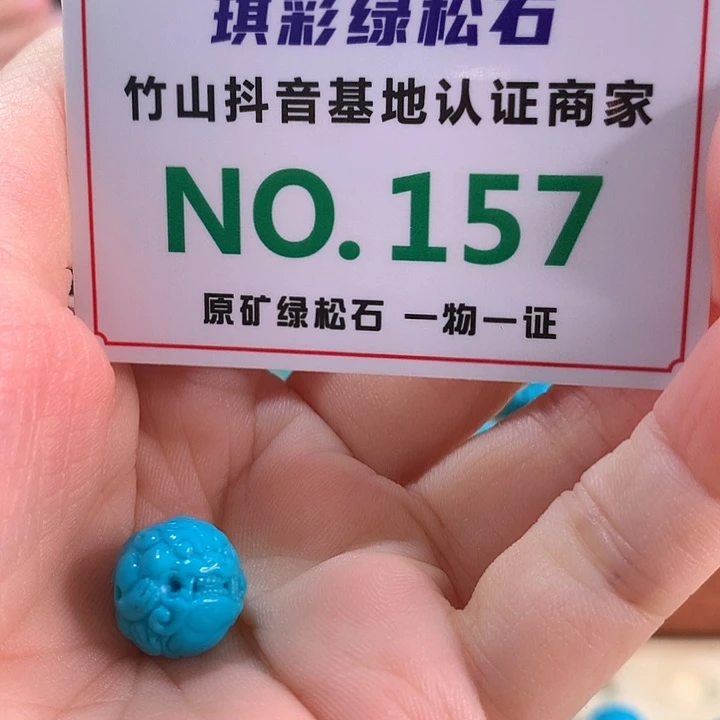 琪彩绿松石
竹山抖音基地认证商家
NO.157
原矿绿松石 一物一证